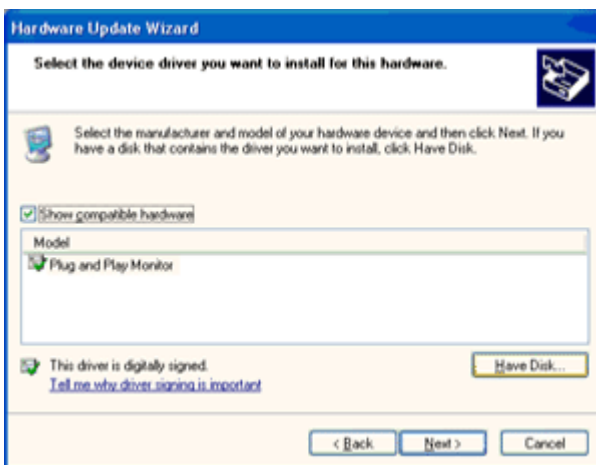 Hardware Update Wizard
Select the device driver you want to install for this hardware.
Select the manufacturer and model of your hardware device and then click Next. If you
have a disk that contains the driver you want to install, click Have Disk.
Show compatible hardware
Model
Plug and Play Monitor
This driver is digitally signed.
Have Disk...
Tell me why driver signing is important
< Back
Next >
Cancel